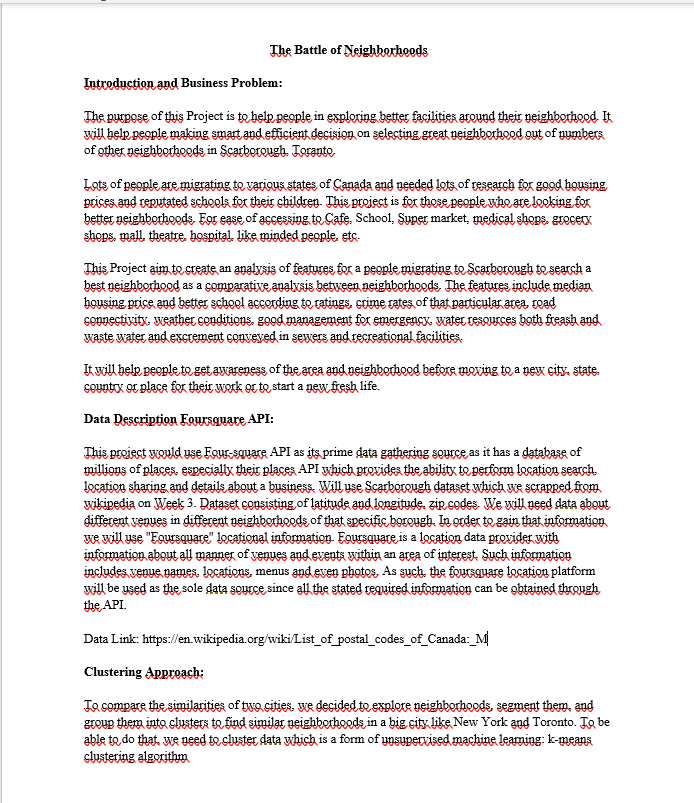 The Battle of Neighborhoods
Introduction and Business Problem:
The purpose of this Project is to help people in exploring better facilities around their neighborhood. It
will help people making smart and efficient decision on selecting great neighborhood out of numbers
of other neighborhoods in Scarborough, Toranto.
Lots of people are migrating to various states of Canada and needed lots of research for good housing
prices and reputated schools for their children. This project is for those people who are looking for
better neighborhoods. For ease of accessing to Cafe, School, Super market, medical shops, grocery
shops, mall, theatre, hospital, like minded people, etc.
This Project aim to create an analysis of features for a people migrating to Scarborough to search a
best neighborhood as a comparative analysis between neighborhoods. The features include median
housing price and better school according to ratings, crime rates of that particular area, road
connectivity, weather conditions, good management for emergency, water resources both freash and
waste water and excrement conveyed in sewers and recreational facilities.
It will help people to get awareness of the area and neighborhood before moving to a new city, state,
country or place for their work or to start a new fresh life.
Data Description Foursquare API:
This project would use Four-square API as its prime data gathering source as it has a database of
millions of places, especially their places API which provides the ability to perform location search,
location sharing and details about a business. Will use Scarborough dataset which we scrapped from
wikipedia on Week 3. Dataset consisting of latitude and longitude, zip codes. We will need data about
different venues in different neighborhoods of that specific borough. In order to gain that information
we will use "Foursquare" locational information. Foursquare is a location data provider with
information about all manner of venues and events within an area of interest. Such information
includes venue names, locations, menus and even photos. As such, the foursquare location platform
will be used as the sole data source since all the stated required information can be obtained through
the API.
Data Link: https://en.wikipedia.org/wiki/List_of_postal_codes_of_Canada:_M
Clustering Approach:
To compare the similarities of two cities, we decided to explore neighborhoods, segment them, and
group them into clusters to find similar neighborhoods in a big city like New York and Toronto. To be
able to do that, we need to cluster data which is a form of unsupervised machine learning: k-means
clustering algorithm